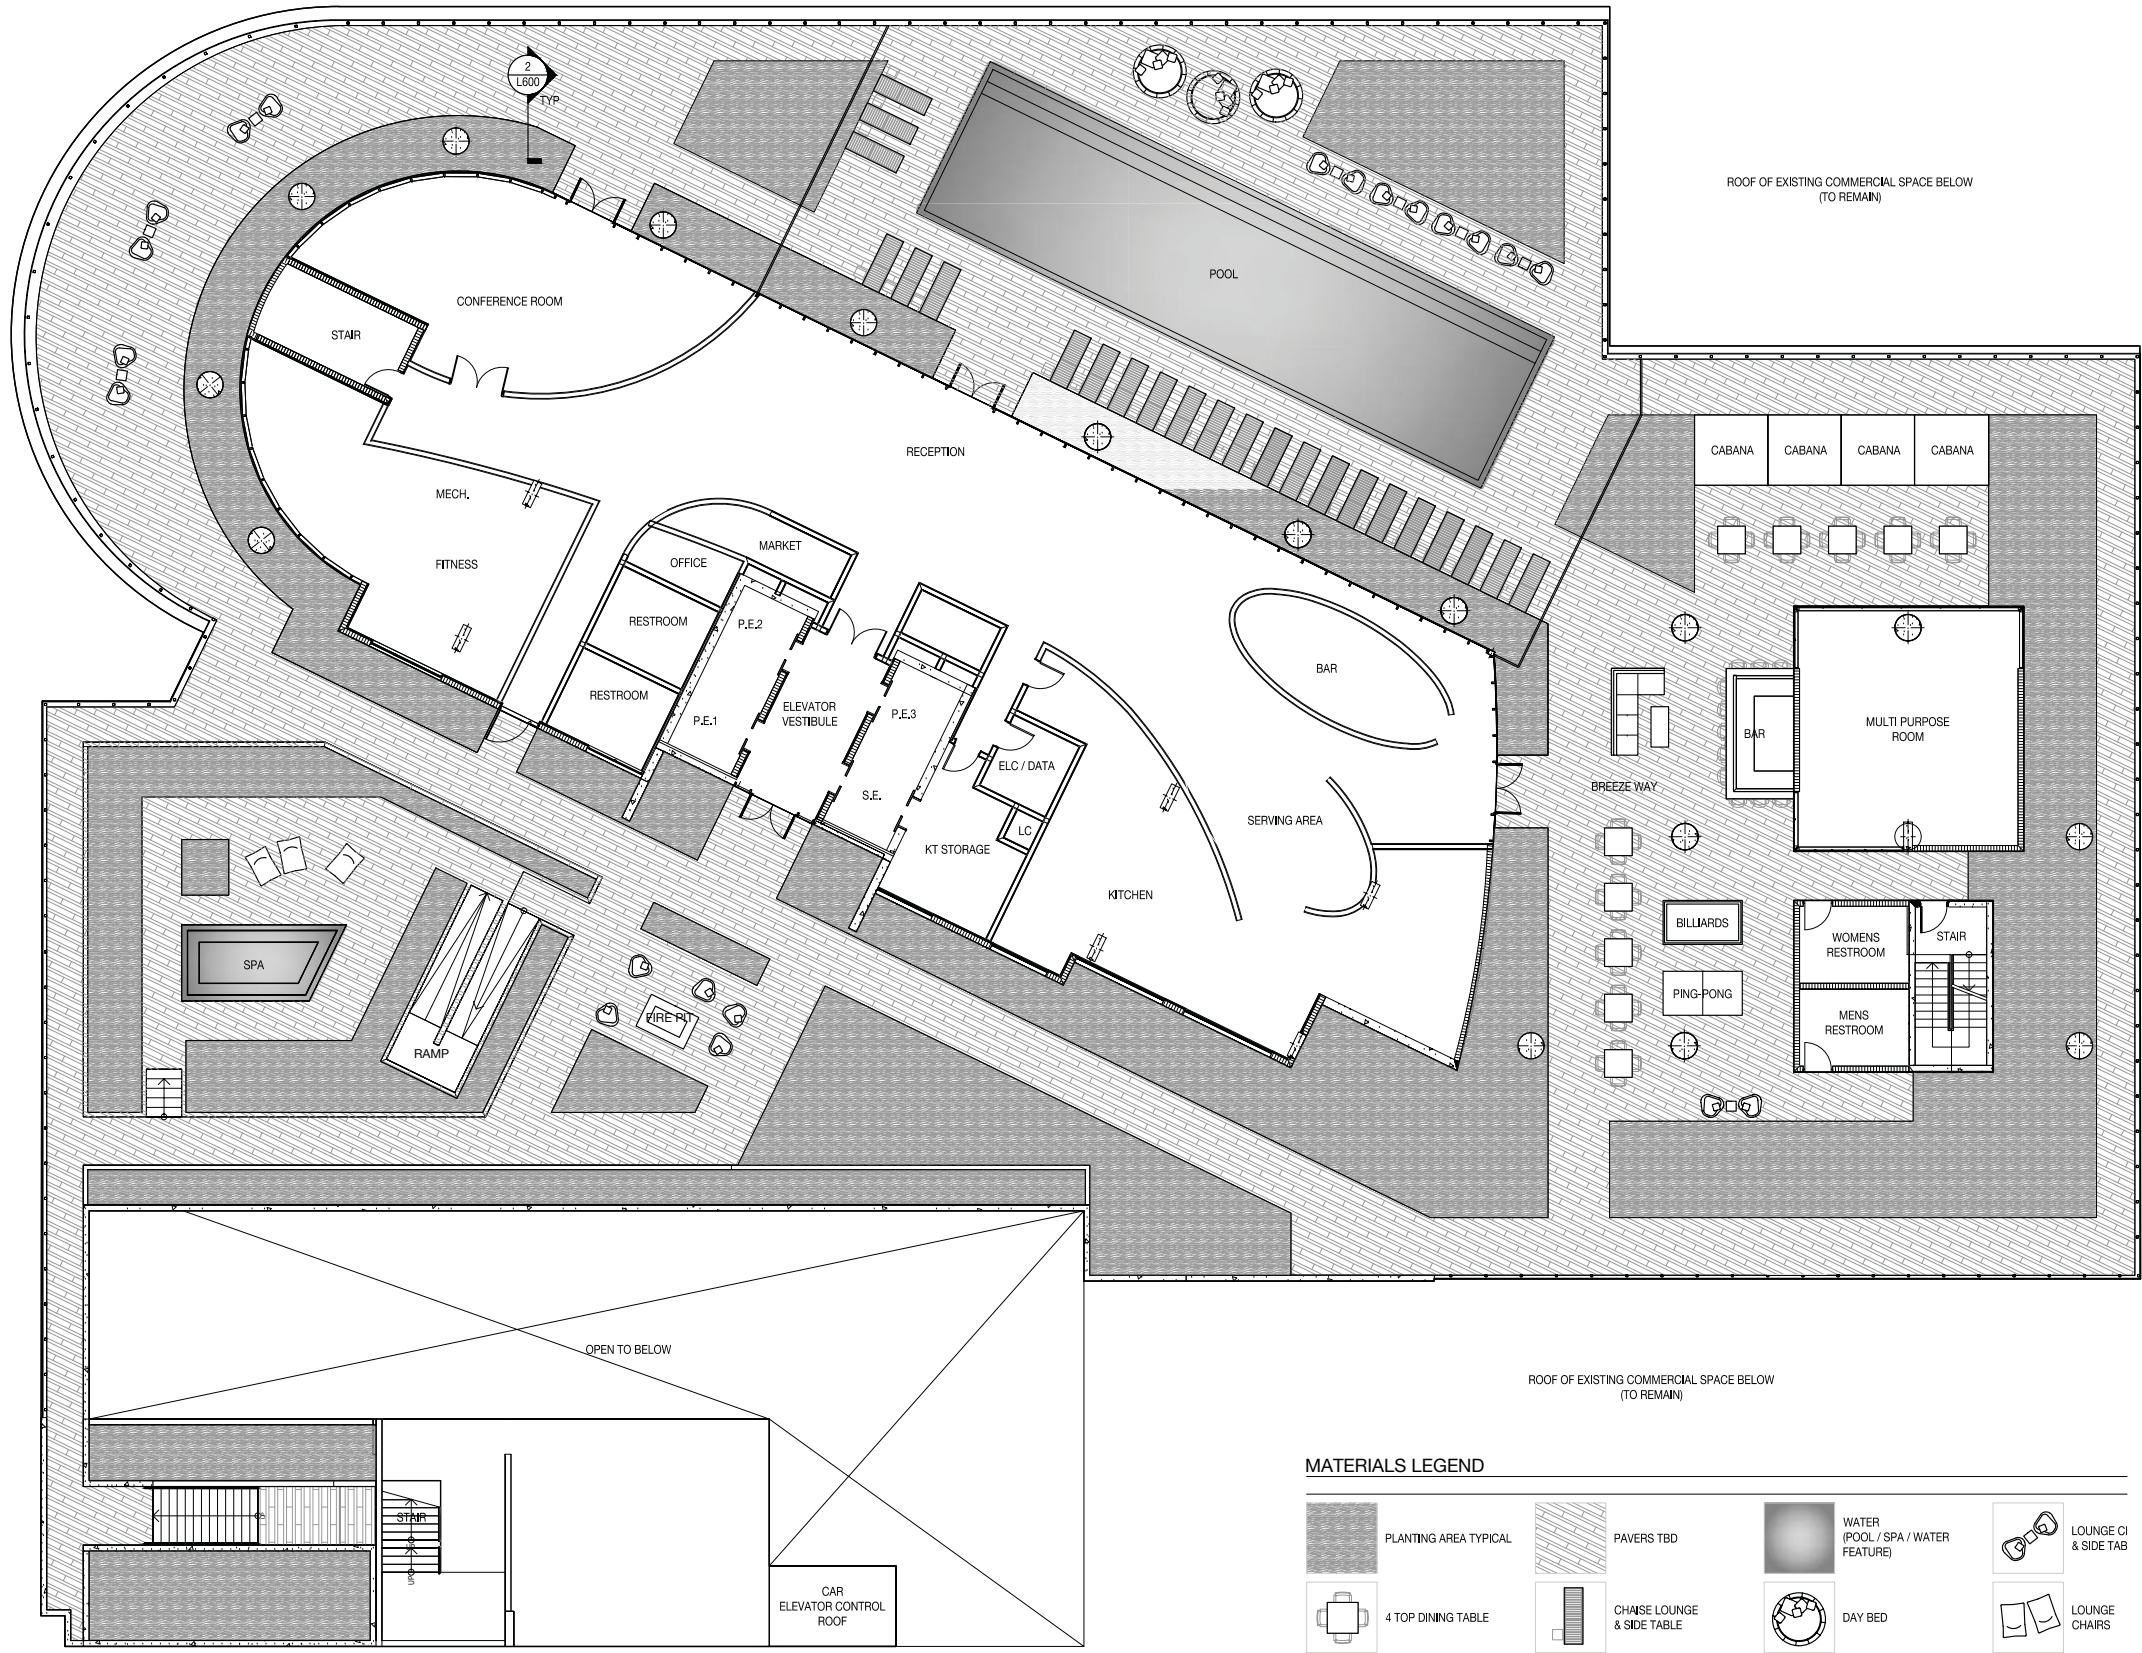 2
L600
TYP
ROOF OF EXISTING COMMERCIAL SPACE BELOW
(TO REMAIN)
POOL
CONFERENCE ROOM
STAIR
RECEPTION
CABANA
CABANA
CABANA
CABANA
MECH.
FITNESS
MARKET
OFFICE
RESTROOM
RESTROOM
P.E.2
P.E.1
ELEVATOR
VESTIBULE
P.E.3
S.E.
ELC / DATA
LC
KT STORAGE
KITCHEN
BAR
SERVING AREA
BREEZE WAY
BAR
MULTI PURPOSE
ROOM
BILLIARDS
PING-PONG
WOMENS
RESTROOM
MENS
RESTROOM
STAIR
SPA
RAMP
FIRE PIT
OPEN TO BELOW
STAIR
UP
CAR
ELEVATOR CONTROL
ROOF
ROOF OF EXISTING COMMERCIAL SPACE BELOW
(TO REMAIN)
MATERIALS LEGEND
PLANTING AREA TYPICAL
PAVERS TBD
WATER
(POOL / SPA / WATER
FEATURE)
LOUNGE CI
& SIDE TAB
4 TOP DINING TABLE
CHAISE LOUNGE
& SIDE TABLE
DAY BED
LOUNGE
CHAIRS